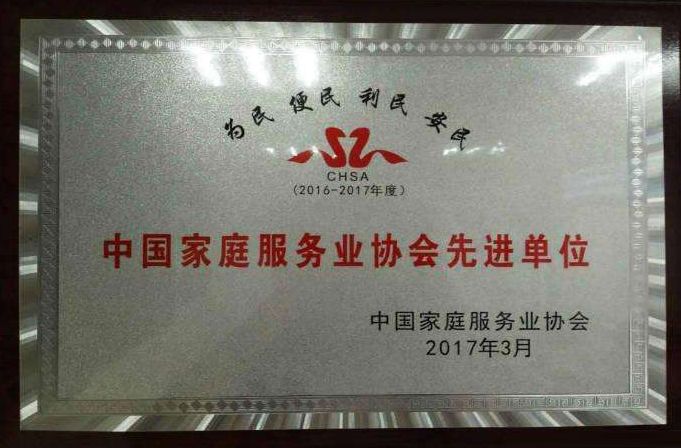 为民 便民 利民 安民
CHSA
(2016-2017年度)
中国家庭服务业协会先进单位
中国家庭服务业协会
2017年3月